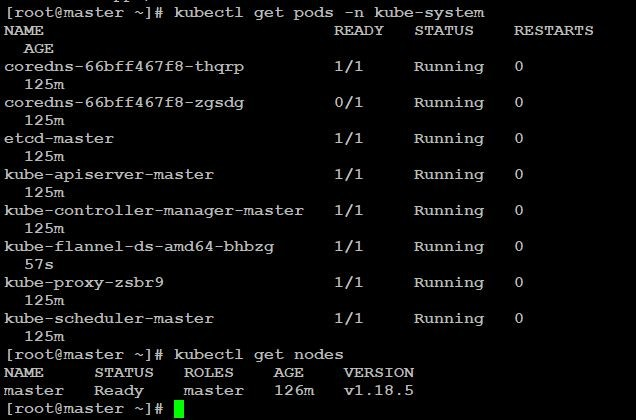 [root@master ~]# kubectl get pods -n kube-system
NAME                             READY   STATUS    RESTARTS
  AGE
coredns-66bff467f8-thqrp         1/1     Running   0
  125m
coredns-66bff467f8-zgsdg         0/1     Running   0
  125m
etcd-master                      1/1     Running   0
  125m
kube-apiserver-master            1/1     Running   0
  125m
kube-controller-manager-master   1/1     Running   0
  125m
kube-flannel-ds-amd64-bhbzg      1/1     Running   0
  57s
kube-proxy-zsbr9                 1/1     Running   0
  125m
kube-scheduler-master            1/1     Running   0
  125m
[root@master ~]# kubectl get nodes
NAME     STATUS   ROLES    AGE    VERSION
master   Ready    master   126m   v1.18.5
[root@master ~]#